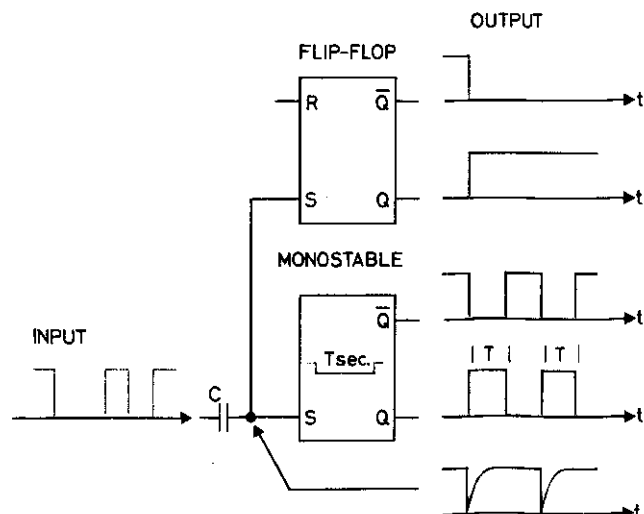 OUTPUT
FLIP-FLOP
R Q̅ t
S Q t
MONOSTABLE
Q̅ t
INPUT
Tsec.
|T| |T|
C
S Q t
t